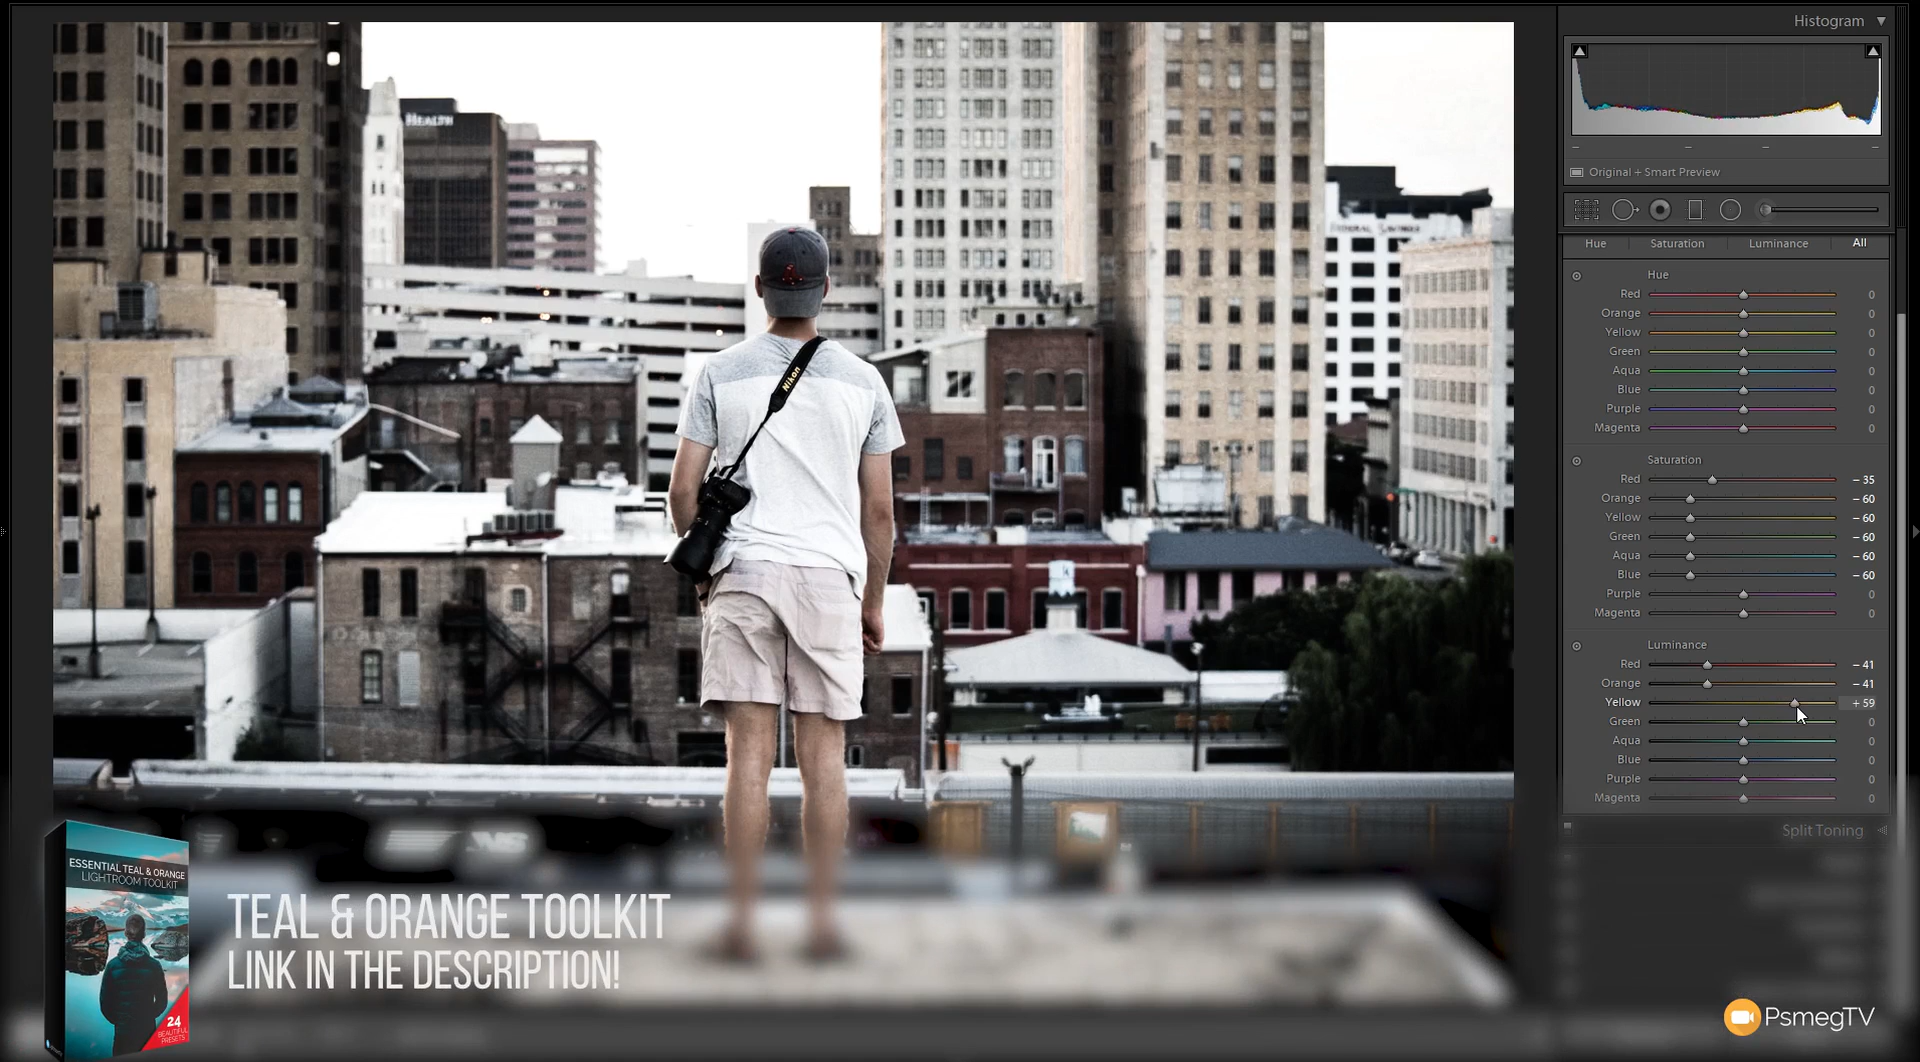 Histogram
Original + Smart Preview
Hue Saturation Luminance All
Hue
Red 0
Orange 0
Yellow 0
Green 0
Aqua 0
Blue 0
Purple 0
Magenta 0
Saturation
Red – 35
Orange – 60
Yellow – 60
Green – 60
Aqua – 60
Blue – 60
Purple 0
Magenta 0
Luminance
Red – 41
Orange – 41
Yellow + 59
Green 0
Aqua 0
Blue 0
Purple 0
Magenta 0
Split Toning
HEALTH
FEDERAL SAVINGS
Nikon
ESSENTIAL TEAL & ORANGE
LIGHTROOM TOOLKIT
24
BEAUTIFUL
PRESETS
TEAL & ORANGE TOOLKIT
LINK IN THE DESCRIPTION!
PsmegTV